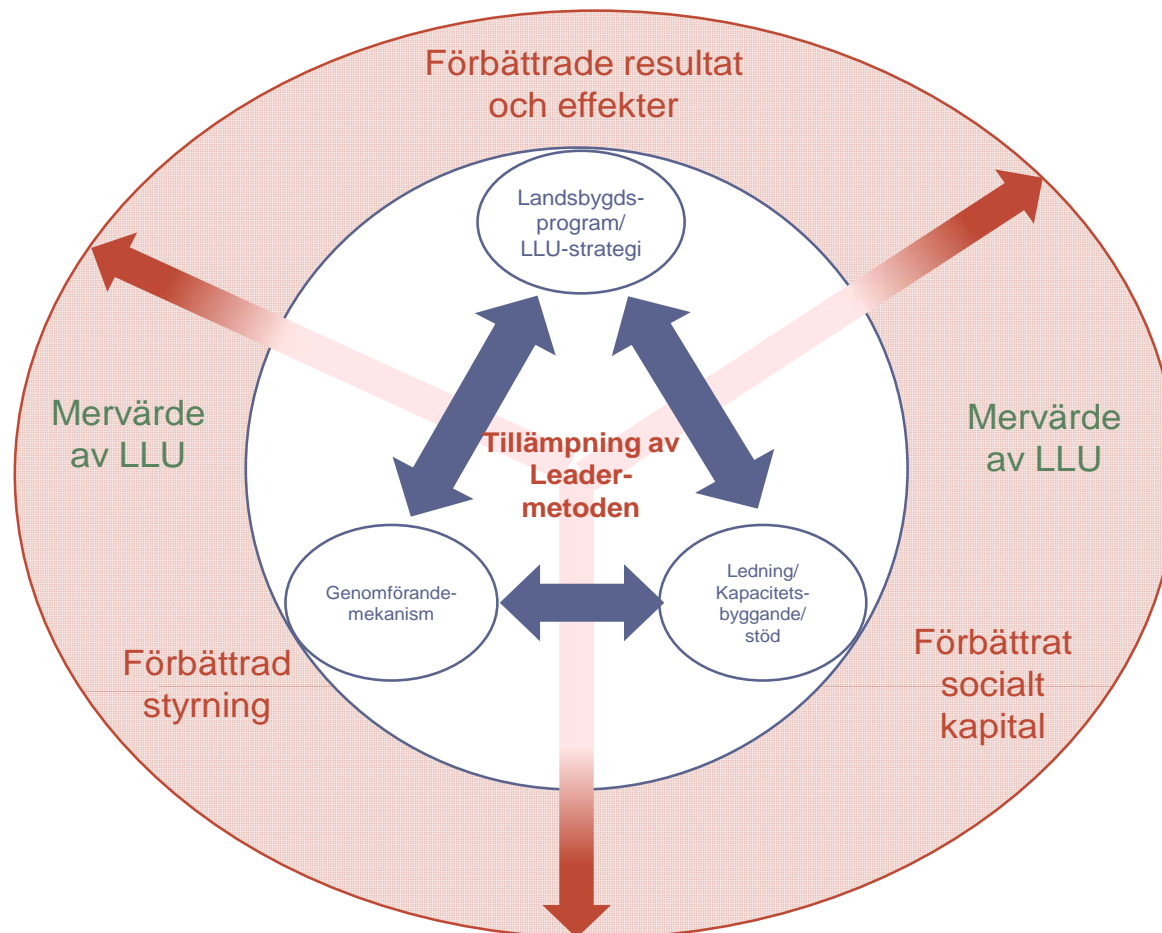 Förbättrade resultat
och effekter
Landsbygds-
program/
LLU-strategi
Mervärde
av LLU
Mervärde
av LLU
Tillämpning av
Leader-
metoden
Genomförande-
mekanism
Ledning/
Kapacitets-
byggande/
stöd
Förbättrad
styrning
Förbättrat
socialt
kapital